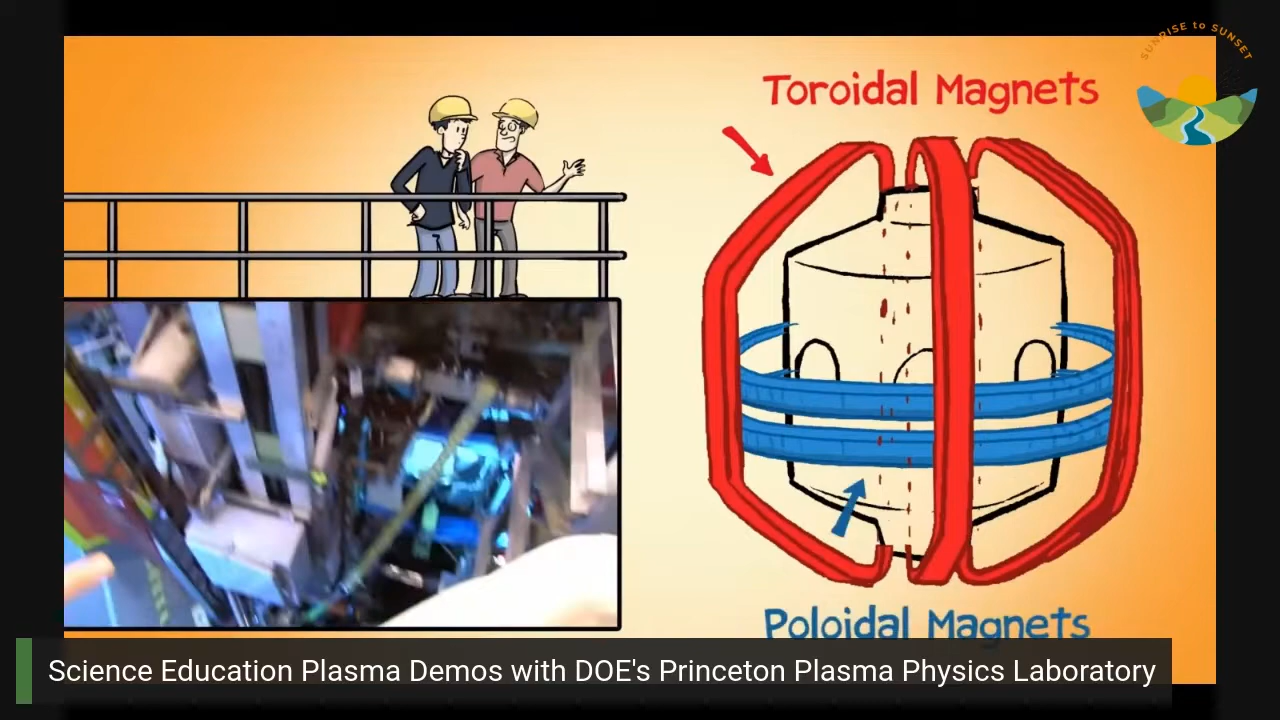 SUNRISE to SUNSET
Toroidal Magnets
Poloidal Magnets
Science Education Plasma Demos with DOE's Princeton Plasma Physics Laboratory